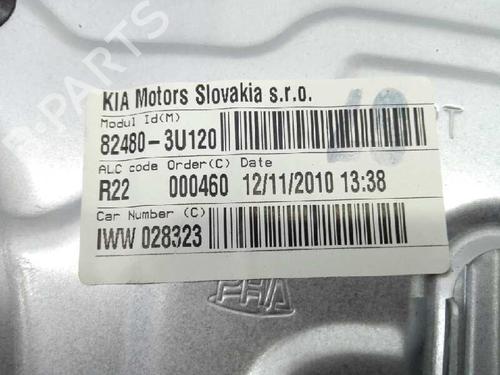 KIA Motors Slovakia s.r.o.
Modul Id(M)
82480-3U120
ALC code Order(C) Date
R22 000460 12/11/2010 13:38
Car Number (C)
IWW 028323
PHA